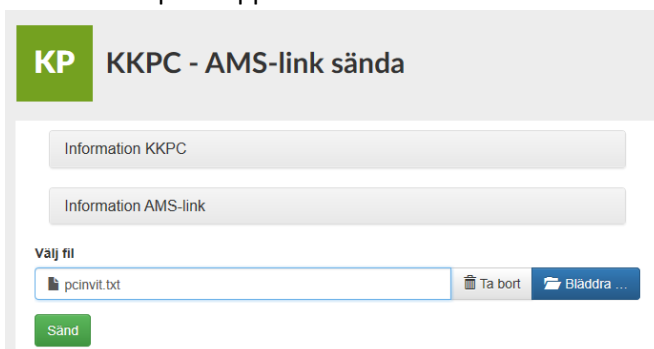 KP KKPC - AMS-link sända
Information KKPC
Information AMS-link
Välj fil
pcinvit.txt Ta bort Bläddra ...
Sänd